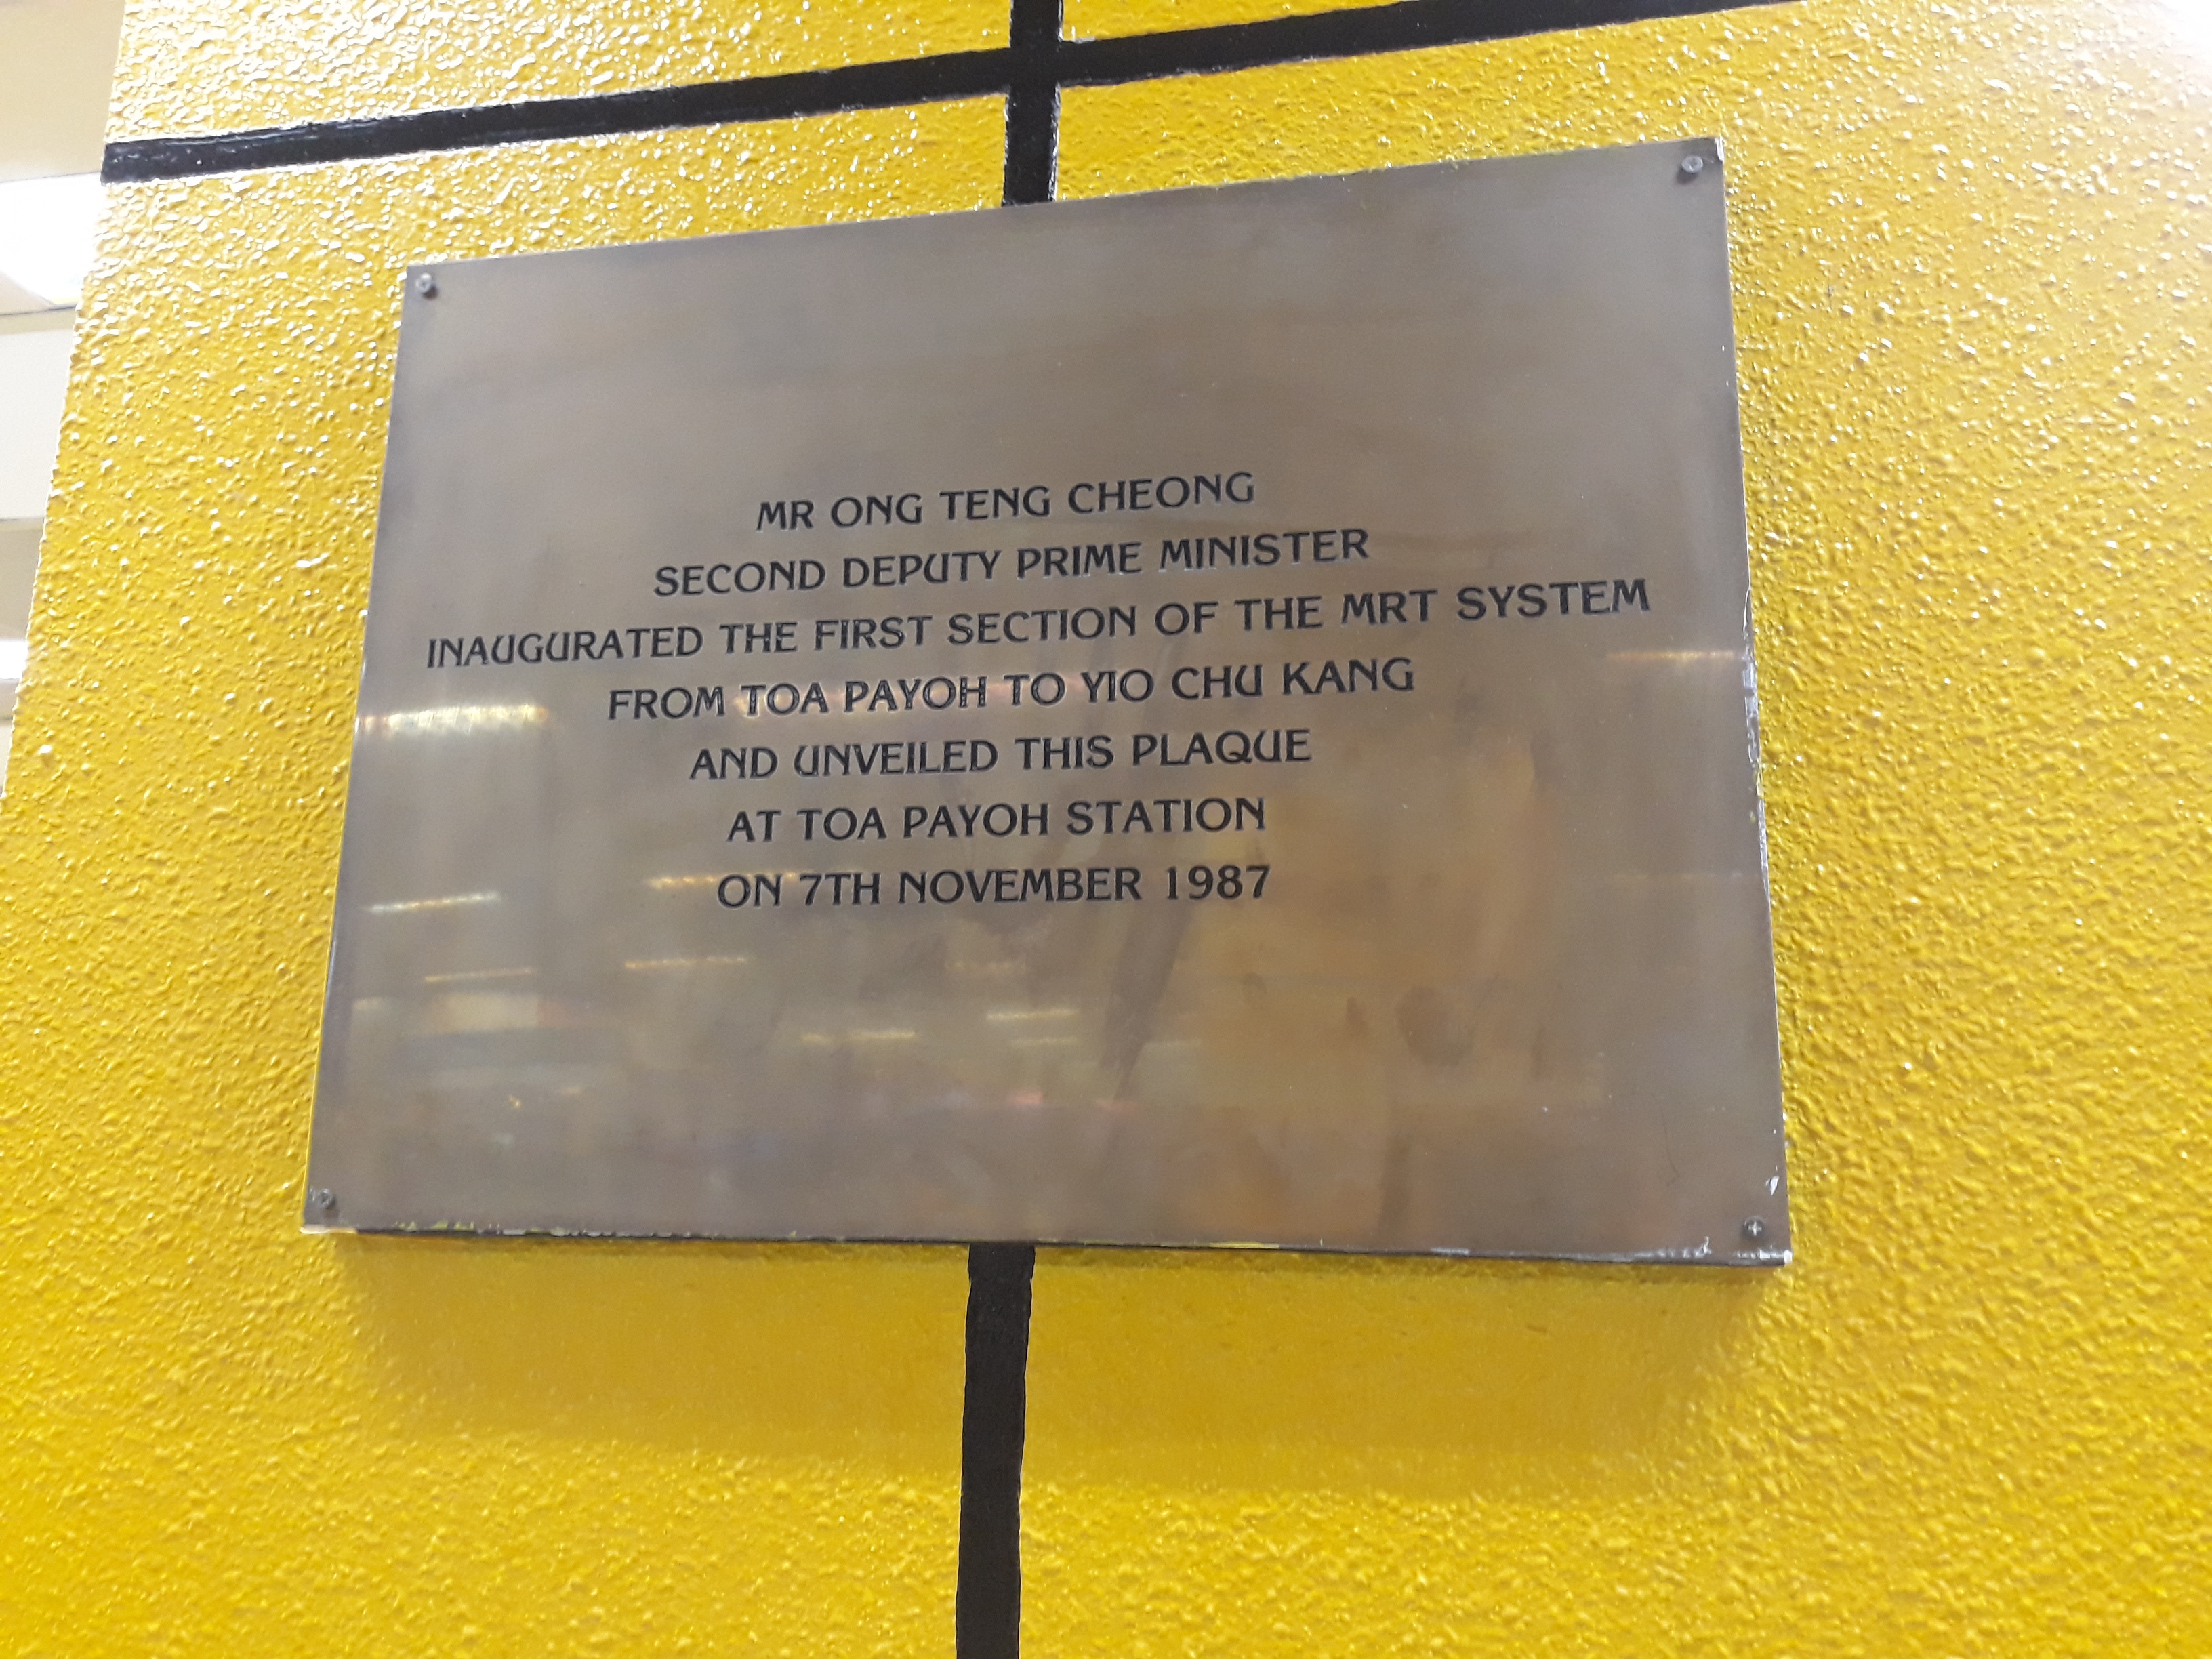 MR ONG TENG CHEONG
SECOND DEPUTY PRIME MINISTER
INAUGURATED THE FIRST SECTION OF THE MRT SYSTEM
FROM TOA PAYOH TO YIO CHU KANG
AND UNVEILED THIS PLAQUE
AT TOA PAYOH STATION
ON 7TH NOVEMBER 1987